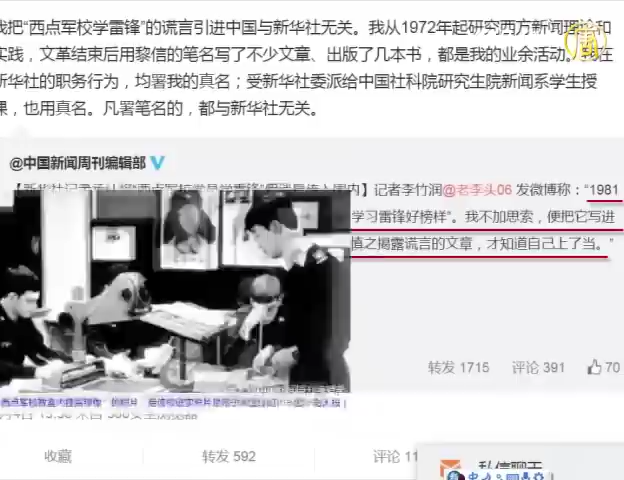 我把“西点军校学雷锋”的谎言引进中国与新华社无关。我从1972年起研究西方新闻理论和
实践，文革结束后用黎信的笔名写了不少文章、出版了几本书，都是我的业余活动。我在
新华社的职务行为，均署我的真名；受新华社委派给中国社科院研究生院新闻系学生授
课，也用真名。凡署笔名的，都与新华社无关。
@中国新闻周刊编辑部
记者李竹润@老李头06 发微博称：“1981
学习雷锋好榜样”。我不加思索，便把它写进
慎之揭露谎言的文章，才知道自己上了当。”
转发 1715 评论 391 70
收藏 转发 592 评论 11
私信聊天